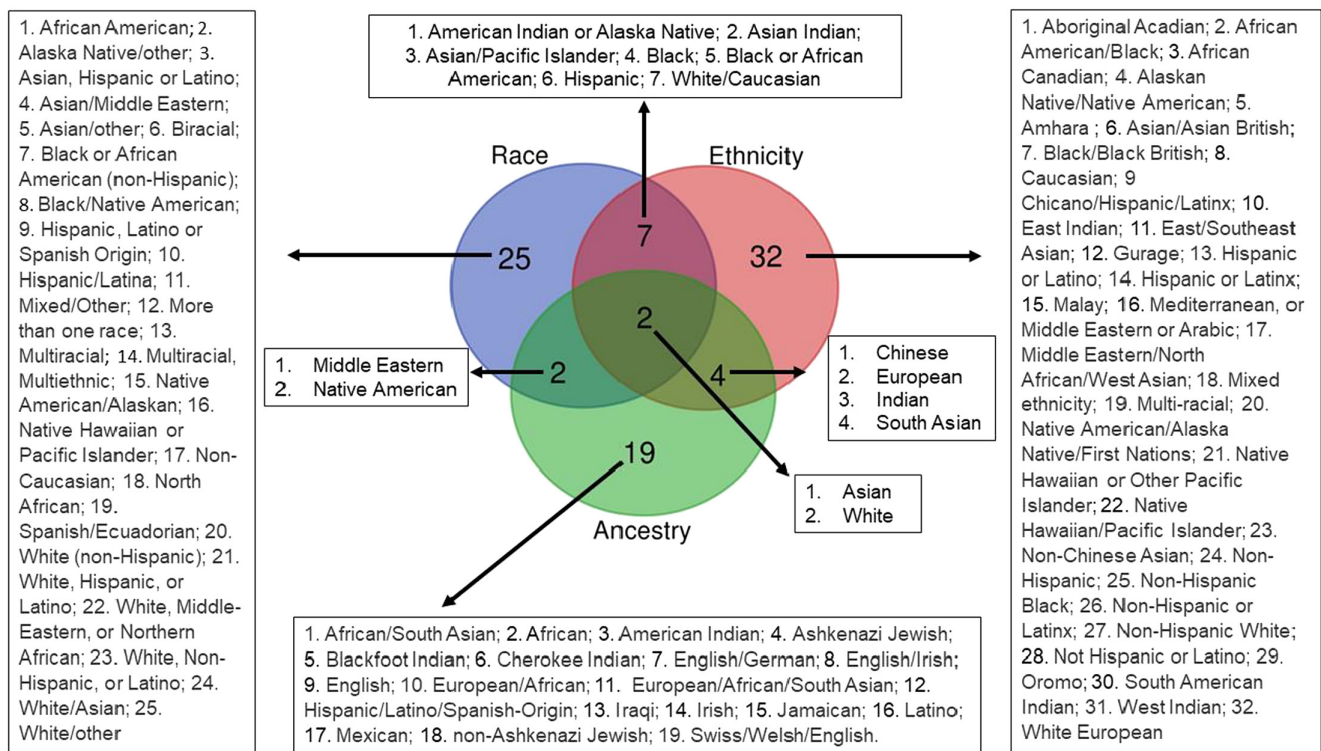 1. African American; 2.
Alaska Native/other; 3.
Asian, Hispanic or Latino;
4. Asian/Middle Eastern;
5. Asian/other; 6. Biracial;
7. Black or African
American (non-Hispanic);
8. Black/Native American;
9. Hispanic, Latino or
Spanish Origin; 10.
Hispanic/Latina; 11.
Mixed/Other; 12. More
than one race; 13.
Multiracial; 14. Multiracial,
Multiethnic; 15. Native
American/Alaskan; 16.
Native Hawaiian or
Pacific Islander; 17. Non-
Caucasian; 18. North
African; 19.
Spanish/Ecuadorian; 20.
White (non-Hispanic); 21.
White, Hispanic, or
Latino; 22. White, Middle-
Eastern, or Northern
African; 23. White, Non-
Hispanic, or Latino; 24.
White/Asian; 25.
White/other
1. American Indian or Alaska Native; 2. Asian Indian;
3. Asian/Pacific Islander; 4. Black; 5. Black or African
American; 6. Hispanic; 7. White/Caucasian
Race
Ethnicity
7
25
32
2
2
4
19
Ancestry
1. Middle Eastern
2. Native American
1. Chinese
2. European
3. Indian
4. South Asian
1. Asian
2. White
1. African/South Asian; 2. African; 3. American Indian; 4. Ashkenazi Jewish;
5. Blackfoot Indian; 6. Cherokee Indian; 7. English/German; 8. English/Irish;
9. English; 10. European/African; 11. European/African/South Asian; 12.
Hispanic/Latino/Spanish-Origin; 13. Iraqi; 14. Irish; 15. Jamaican; 16. Latino;
17. Mexican; 18. non-Ashkenazi Jewish; 19. Swiss/Welsh/English.
1. Aboriginal Acadian; 2. African
American/Black; 3. African
Canadian; 4. Alaskan
Native/Native American; 5.
Amhara ; 6. Asian/Asian British;
7. Black/Black British; 8.
Caucasian; 9
Chicano/Hispanic/Latinx; 10.
East Indian; 11. East/Southeast
Asian; 12. Gurage; 13. Hispanic
or Latino; 14. Hispanic or Latinx;
15. Malay; 16. Mediterranean, or
Middle Eastern or Arabic; 17.
Middle Eastern/North
African/West Asian; 18. Mixed
ethnicity; 19. Multi-racial; 20.
Native American/Alaska
Native/First Nations; 21. Native
Hawaiian or Other Pacific
Islander; 22. Native
Hawaiian/Pacific Islander; 23.
Non-Chinese Asian; 24. Non-
Hispanic; 25. Non-Hispanic
Black; 26. Non-Hispanic or
Latinx; 27. Non-Hispanic White;
28. Not Hispanic or Latino; 29.
Oromo; 30. South American
Indian; 31. West Indian; 32.
White European